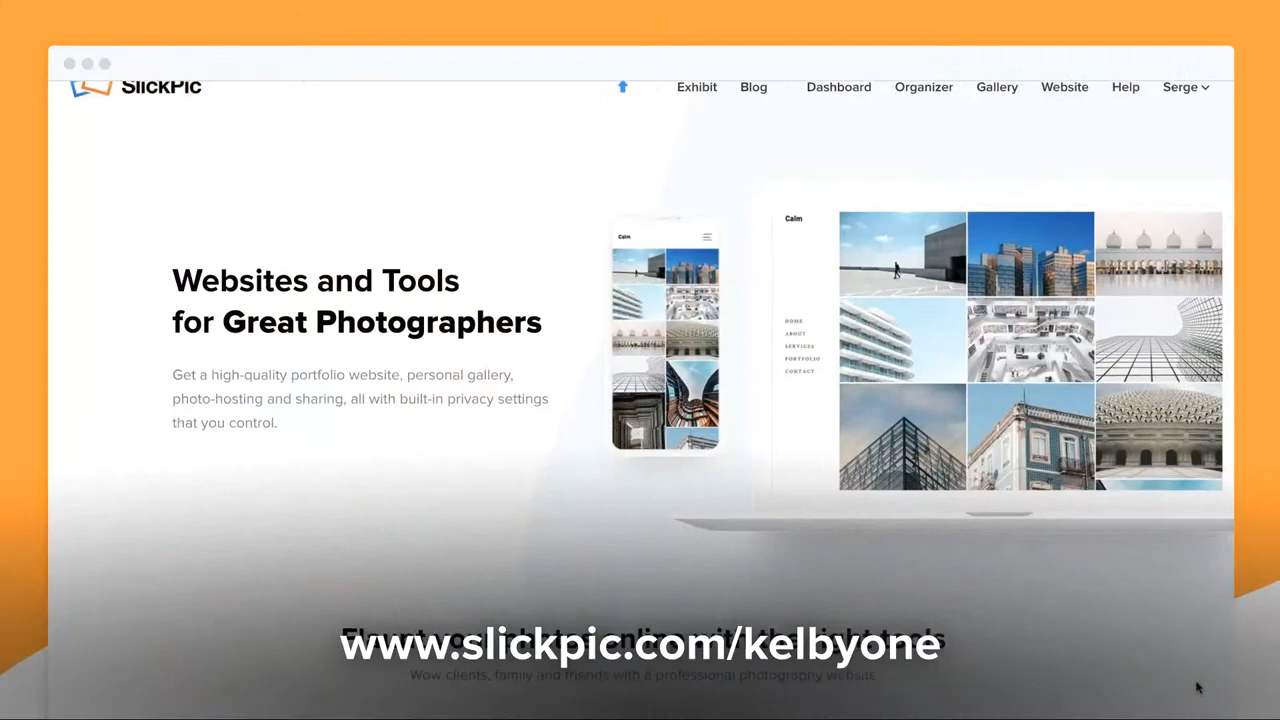 SlickPic
Exhibit Blog Dashboard Organizer Gallery Website Help Serge
Websites and Tools
for Great Photographers
Get a high-quality portfolio website, personal gallery,
photo-hosting and sharing, all with built-in privacy settings
that you control.
Calm
Calm
HOME
ABOUT
SERVICES
PORTFOLIO
CONTACT
www.slickpic.com/kelbyone
Wow clients, family and friends with a professional photography website